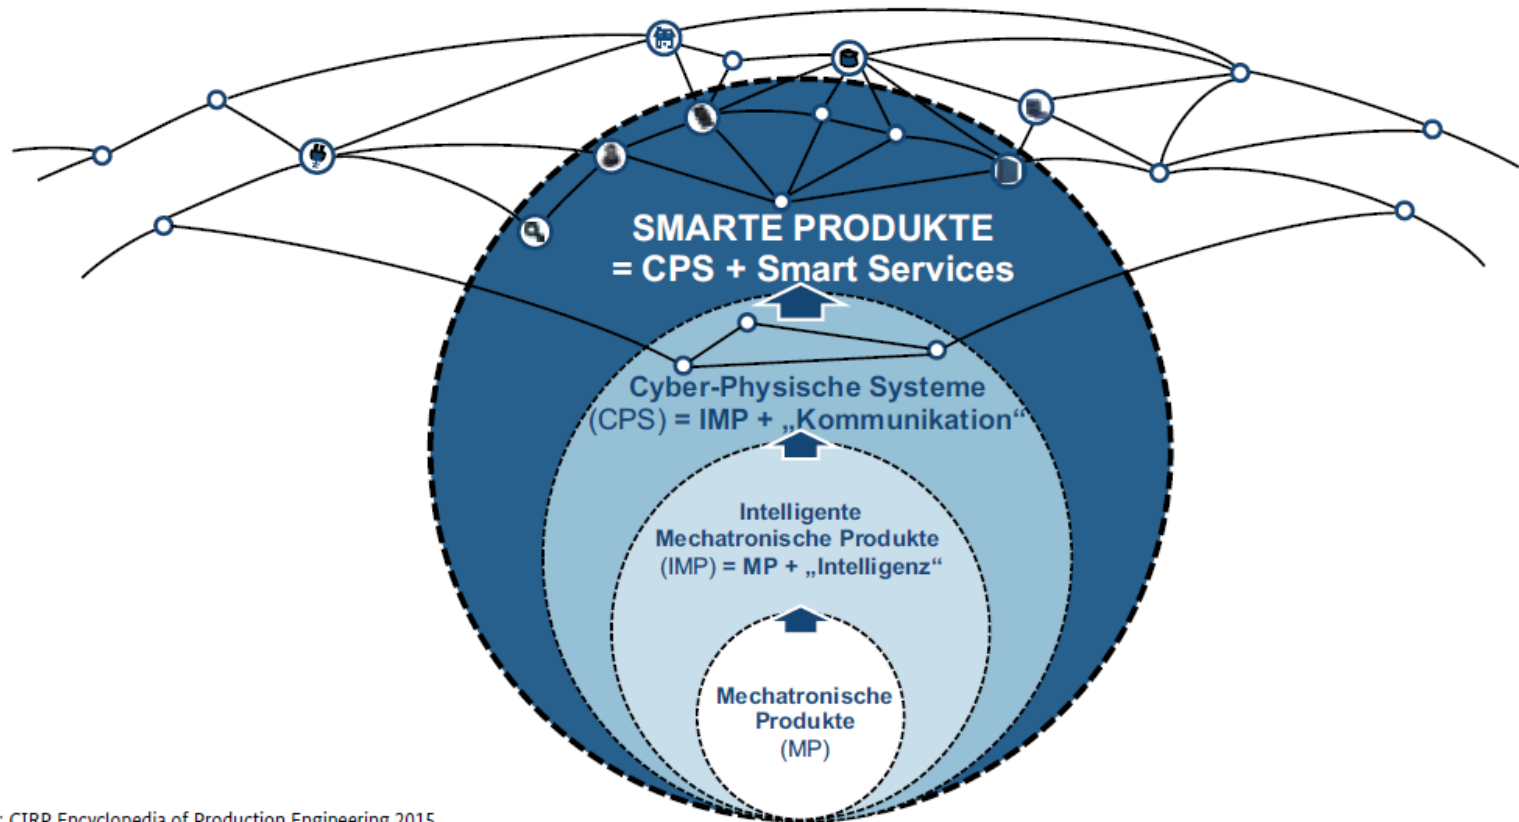 SMARTE PRODUKTE
= CPS + Smart Services
Cyber-Physische Systeme
(CPS) = IMP + „Kommunikation“
Intelligente
Mechatronische Produkte
(IMP) = MP + „Intelligenz“
Mechatronische
Produkte
(MP)
: CIRP Encyclopedia of Production Engineering 2015